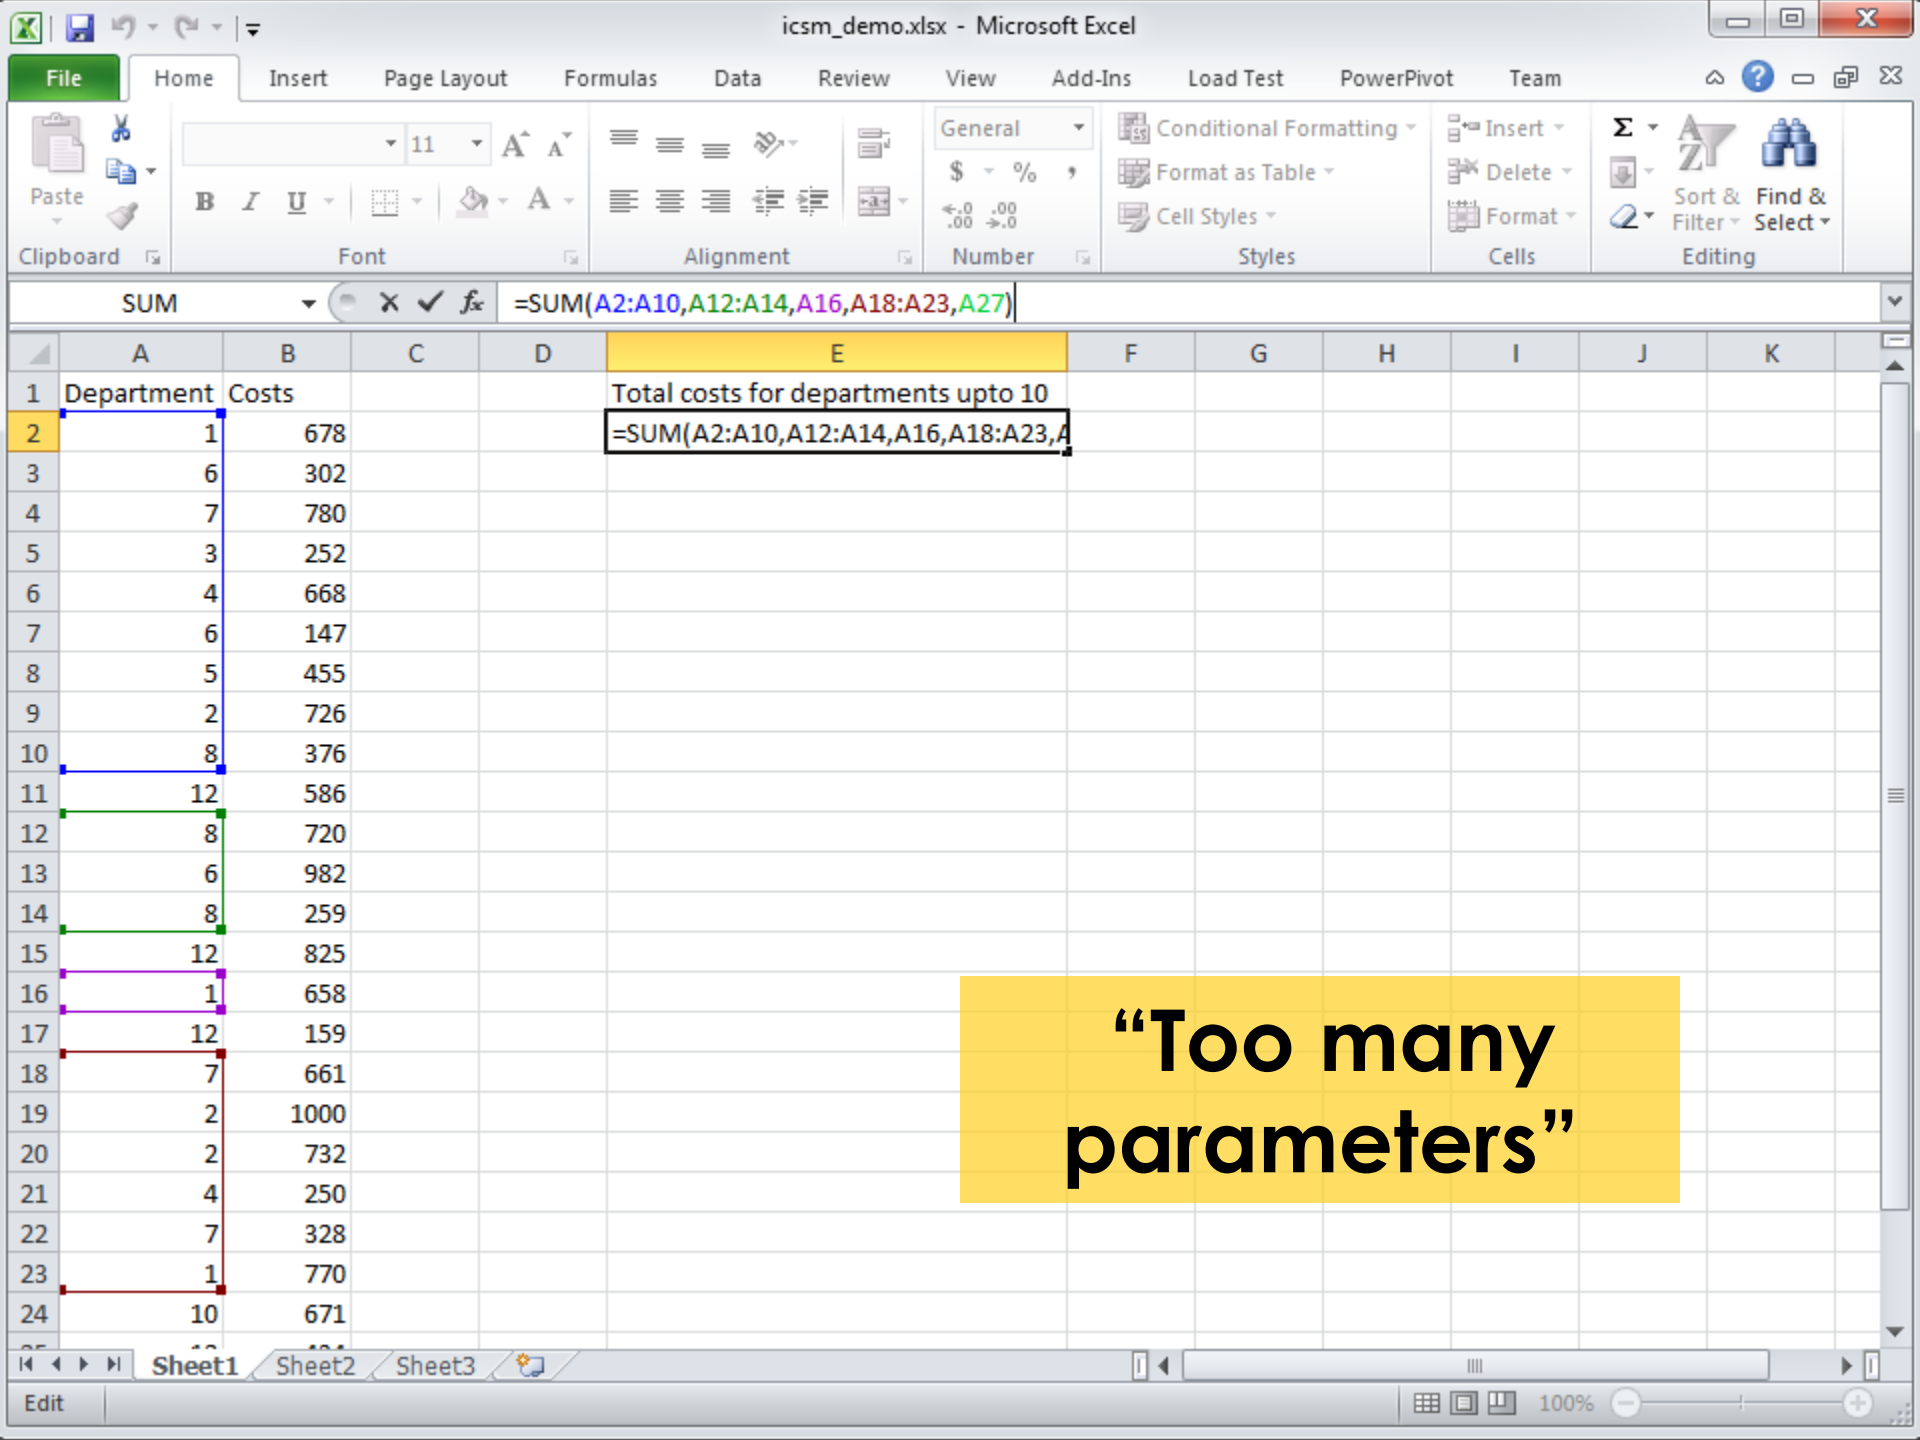 icsm_demo.xlsx - Microsoft Excel
File Home Insert Page Layout Formulas Data Review View Add-Ins Load Test PowerPivot Team
Paste
Clipboard
11
B I U
Font
Alignment
General
$ %
Number
Conditional Formatting
Format as Table
Cell Styles
Styles
Insert
Delete
Format
Cells
Sort & Filter
Find & Select
Editing
SUM =SUM(A2:A10,A12:A14,A16,A18:A23,A27)
A B C D E F G H I J K
1 Department Costs Total costs for departments upto 10
2 1 678 =SUM(A2:A10,A12:A14,A16,A18:A23,A
3 6 302
4 7 780
5 3 252
6 4 668
7 6 147
8 5 455
9 2 726
10 8 376
11 12 586
12 8 720
13 6 982
14 8 259
15 12 825
16 1 658
17 12 159
18 7 661
19 2 1000
20 2 732
21 4 250
22 7 328
23 1 770
24 10 671
“Too many
parameters”
Sheet1 Sheet2 Sheet3
Edit 100%